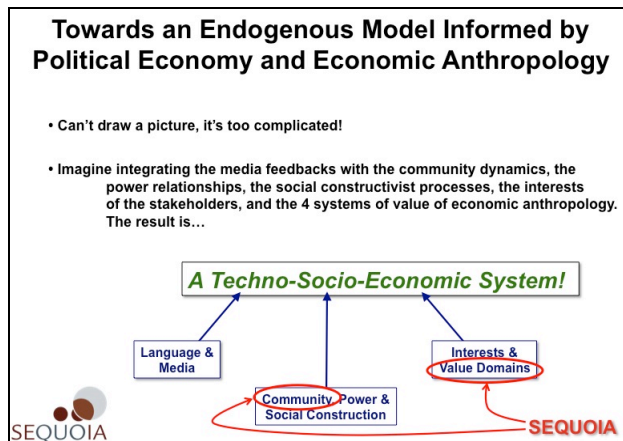 Towards an Endogenous Model Informed by
Political Economy and Economic Anthropology
• Can't draw a picture, it's too complicated!
• Imagine integrating the media feedbacks with the community dynamics, the
power relationships, the social constructivist processes, the interests
of the stakeholders, and the 4 systems of value of economic anthropology.
The result is…
A Techno-Socio-Economic System!
Language &
Media
Interests &
Value Domains
Community, Power &
Social Construction
SEQUOIA
SEQUOIA